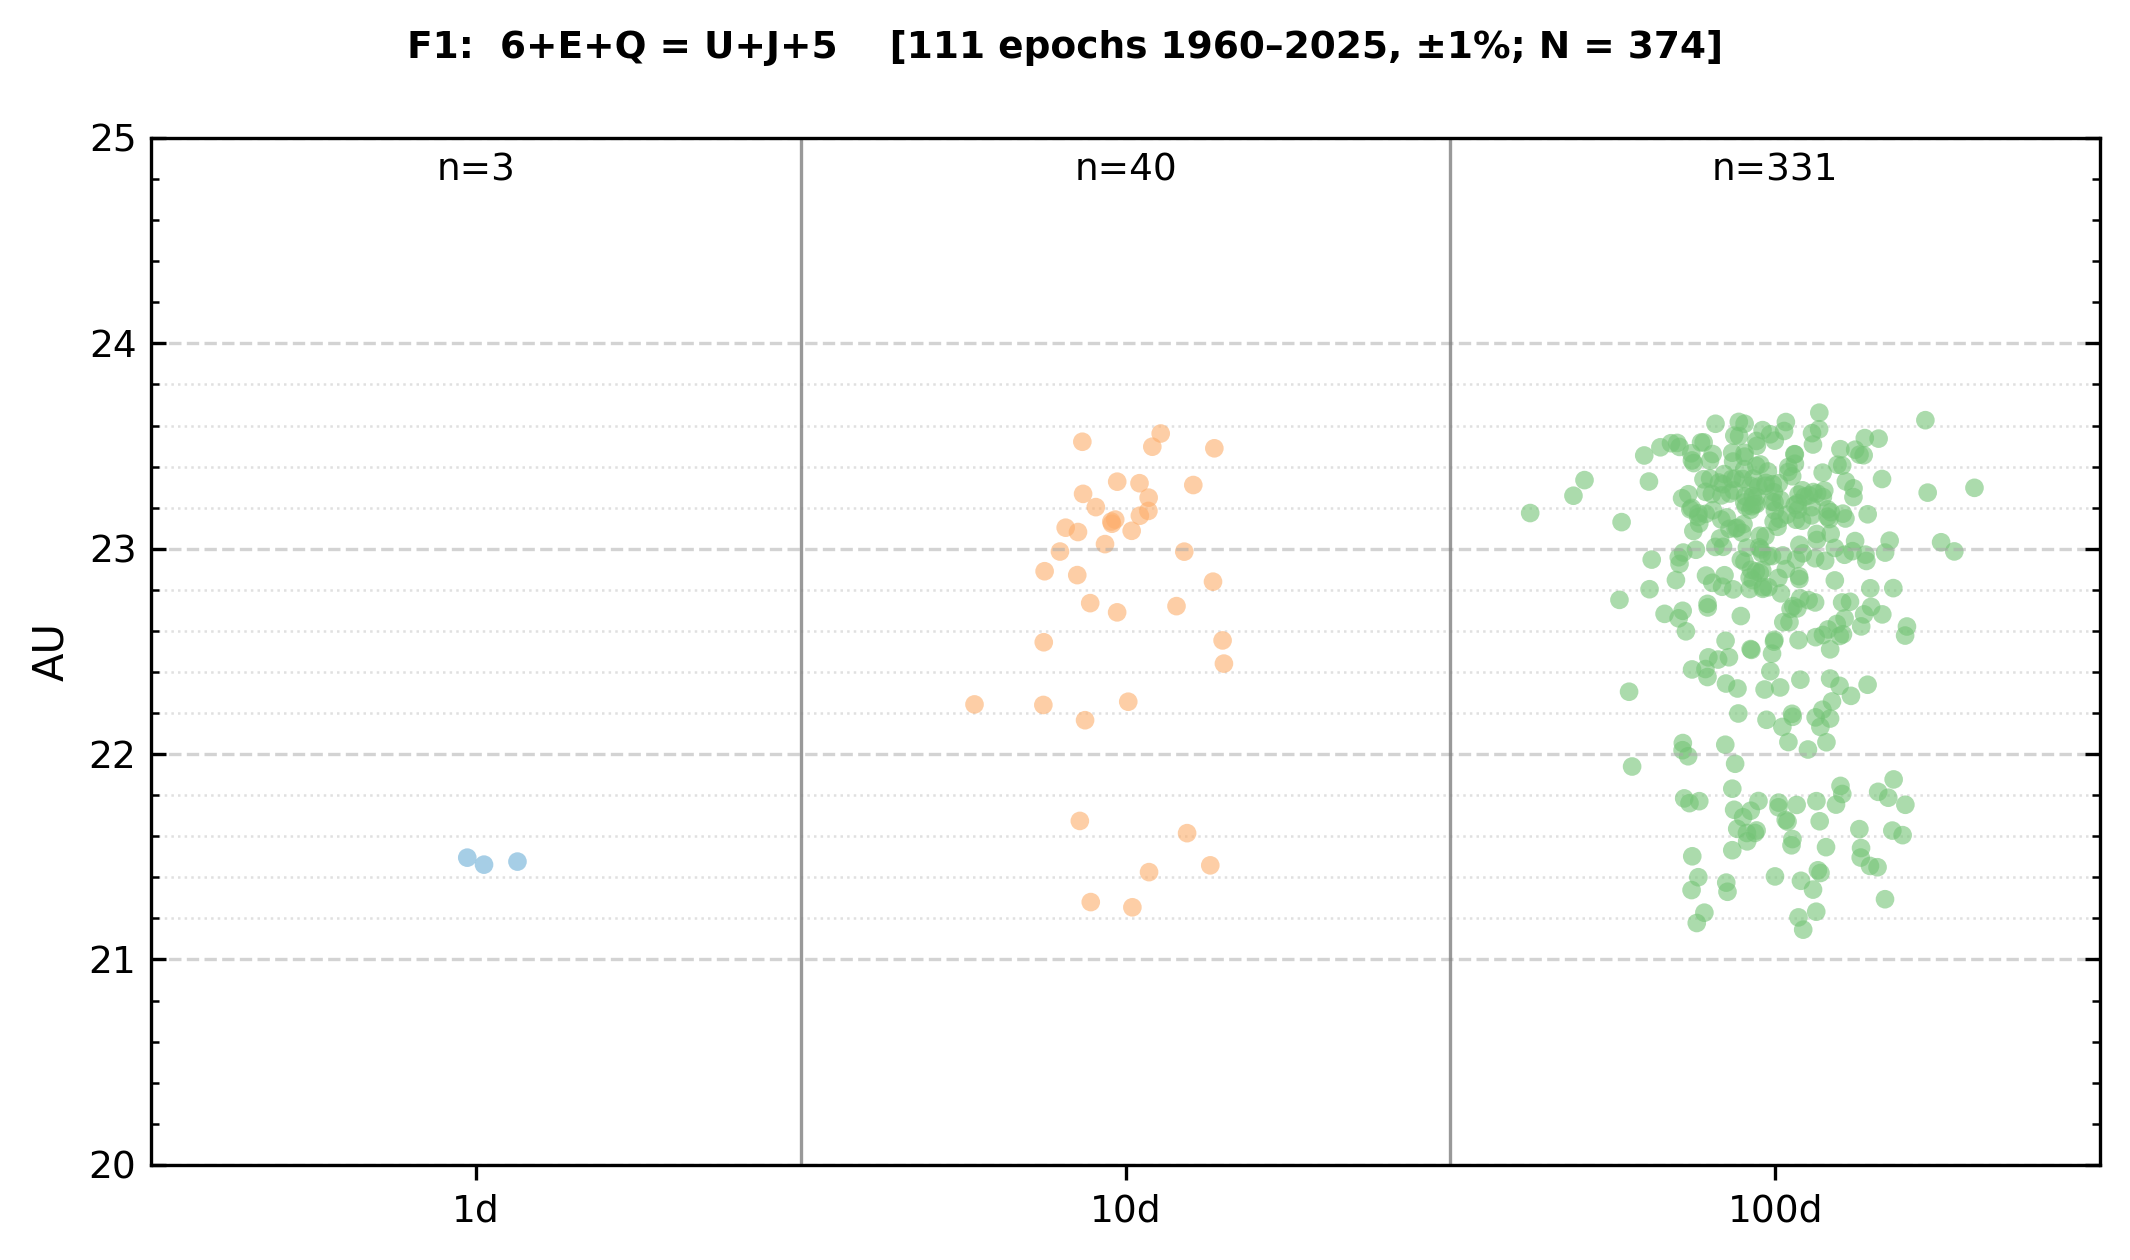 F1:  6+E+Q = U+J+5    [111 epochs 1960–2025, ±1%; N = 374]
25
n=3 n=40 n=331
24
23
AU
22
21
20
1d 10d 100d